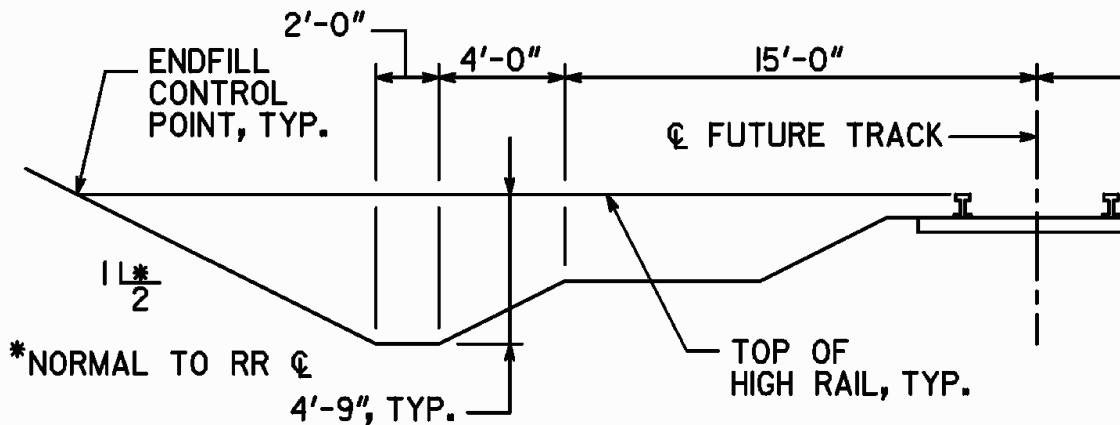 2'-0"
4'-0"
15'-0"
ENDFILL
CONTROL
POINT, TYP.
℄ FUTURE TRACK
1
*
2
*NORMAL TO RR ℄
TOP OF
HIGH RAIL, TYP.
4'-9", TYP.